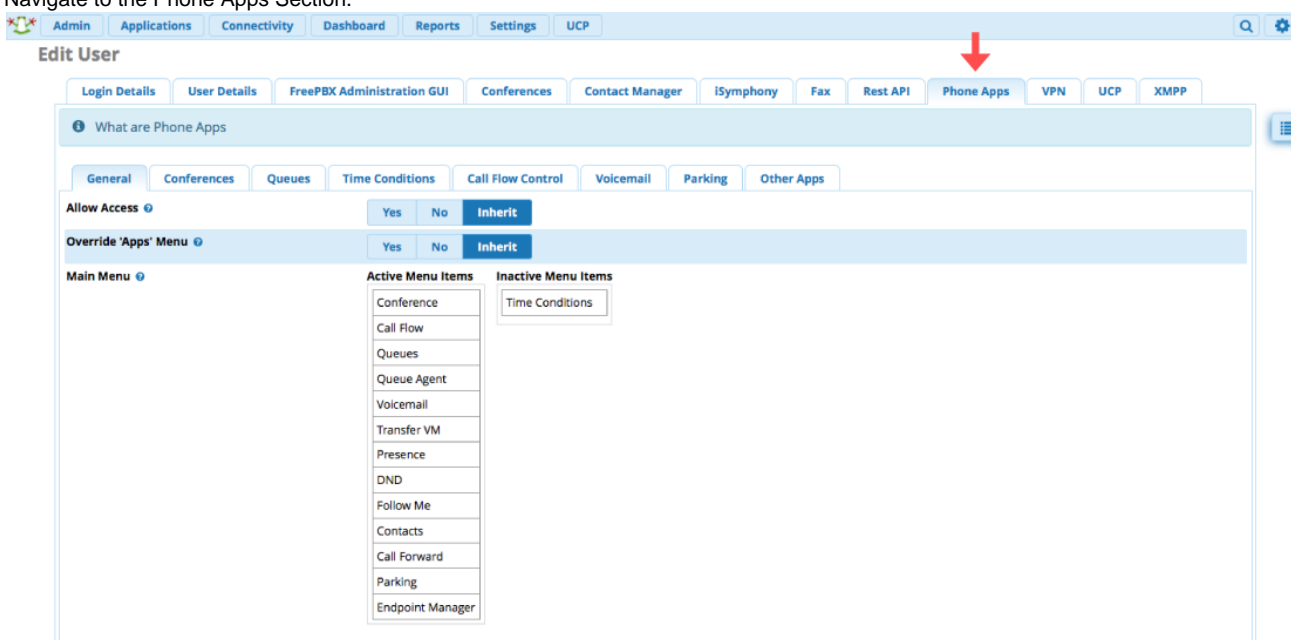 Navigate to the Phone Apps Section.
Admin Applications Connectivity Dashboard Reports Settings UCP
Edit User
Login Details User Details FreePBX Administration GUI Conferences Contact Manager iSymphony Fax Rest API Phone Apps VPN UCP XMPP
What are Phone Apps
General Conferences Queues Time Conditions Call Flow Control Voicemail Parking Other Apps
Allow Access Yes No Inherit
Override 'Apps' Menu Yes No Inherit
Main Menu Active Menu Items Inactive Menu Items
Conference Time Conditions
Call Flow
Queues
Queue Agent
Voicemail
Transfer VM
Presence
DND
Follow Me
Contacts
Call Forward
Parking
Endpoint Manager